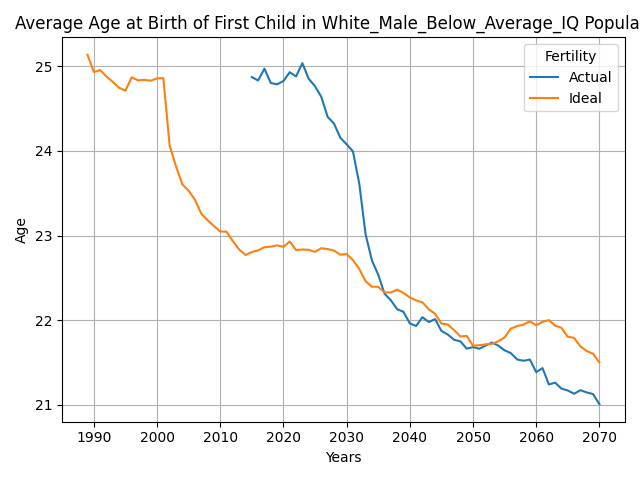 Average Age at Birth of First Child in White_Male_Below_Average_IQ Popula
Fertility
Actual
Ideal
25
24
23
22
21
Age
1990 2000 2010 2020 2030 2040 2050 2060 2070
Years